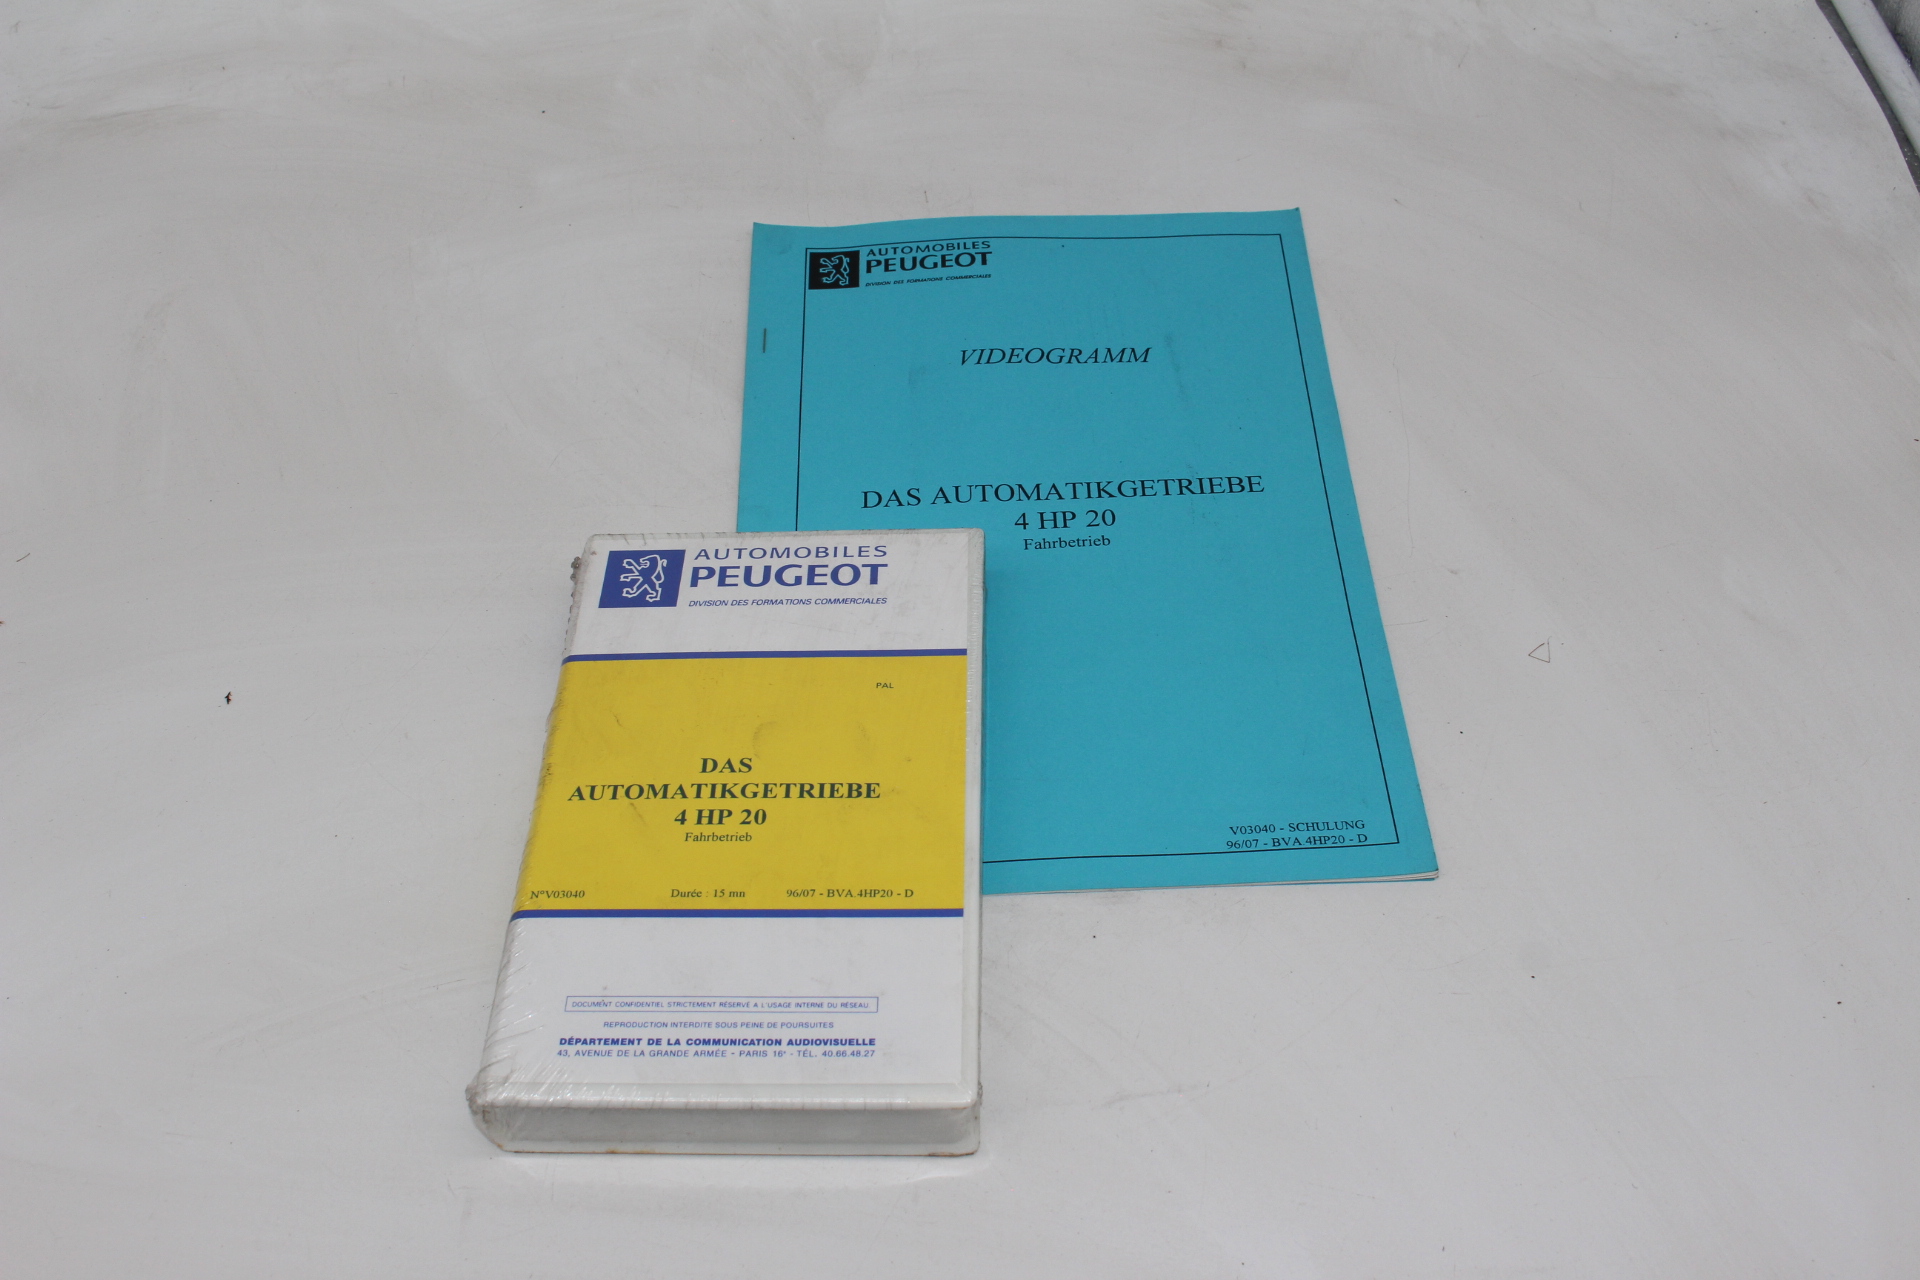 AUTOMOBILES
PEUGEOT
DIVISION DES FORMATIONS COMMERCIALES
VIDEOGRAMM
DAS AUTOMATIKGETRIEBE
4 HP 20
Fahrbetrieb
V03040 - SCHULUNG
96/07 - BVA.4HP20 - D
AUTOMOBILES
PEUGEOT
DIVISION DES FORMATIONS COMMERCIALES
PAL
DAS
AUTOMATIKGETRIEBE
4 HP 20
Fahrbetrieb
N°V03040 Durée : 15 mn 96/07 - BVA.4HP20 - D
DOCUMENT CONFIDENTIEL STRICTEMENT RÉSERVÉ A L'USAGE INTERNE DU RÉSEAU.
REPRODUCTION INTERDITE SOUS PEINE DE POURSUITES
DÉPARTEMENT DE LA COMMUNICATION AUDIOVISUELLE
43, AVENUE DE LA GRANDE ARMÉE - PARIS 16e - TÉL. 40.66.48.27